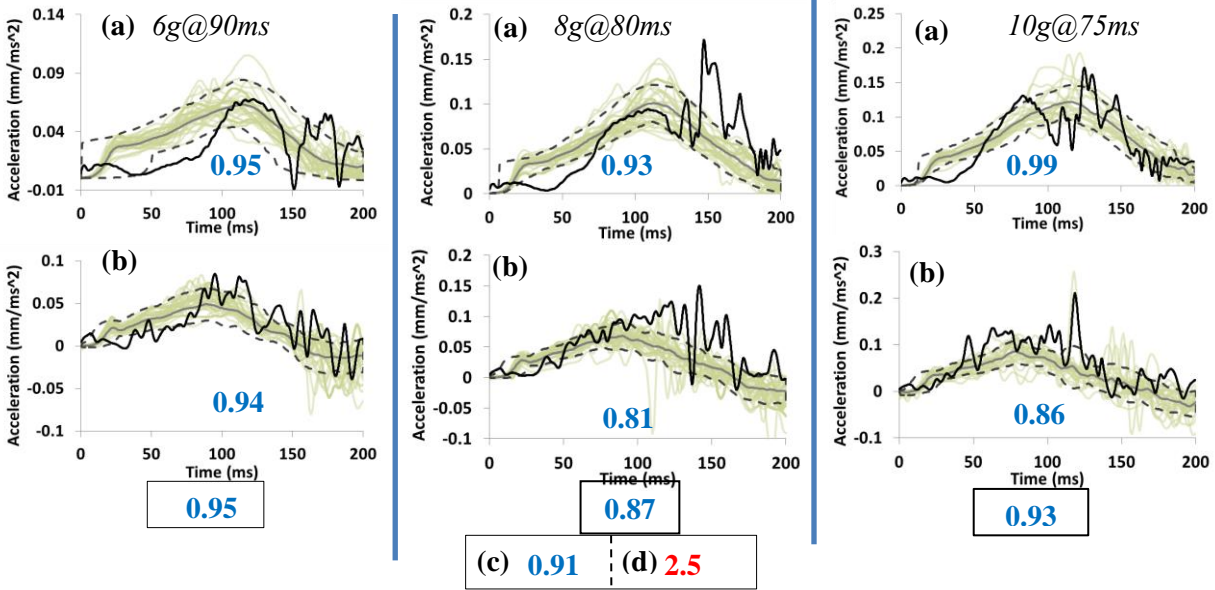 (a) 6g@90ms
Acceleration (mm/ms^2)
0.14
0.09
0.04
-0.01
0 50 100 150 200
Time (ms)
0.95
(b)
Acceleration (mm/ms^2)
0.1
0.05
0
-0.05
-0.1
0 50 100 150 200
Time (ms)
0.94
0.95
(a) 8g@80ms
Acceleration (mm/ms^2)
0.2
0.15
0.1
0.05
0
0 50 100 150 200
Time (ms)
0.93
(b)
Acceleration (mm/ms^2)
0.2
0.15
0.1
0.05
0
-0.05
-0.1
0 50 100 150 200
Time (ms)
0.81
0.87
(c) 0.91 (d) 2.5
(a) 10g@75ms
Acceleration (mm/ms^2)
0.25
0.2
0.15
0.1
0.05
0
0 50 100 150 200
Time (ms)
0.99
(b)
Acceleration (mm/ms^2)
0.3
0.2
0.1
0
-0.1
0 50 100 150 200
Time (ms)
0.86
0.93